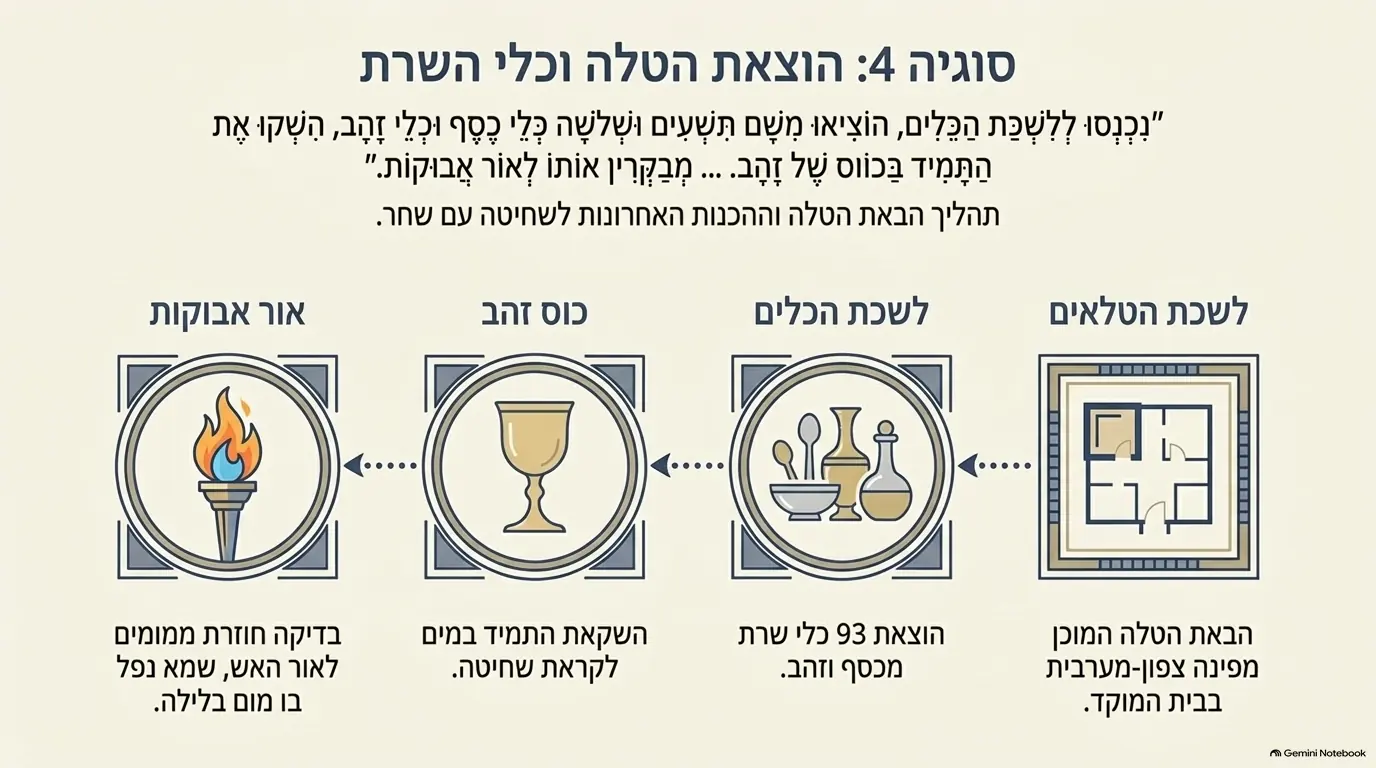 סוגיה 4: הוצאת הטלה וכלי השרת
"נִכְנְסוּ לְלִשְׁכַּת הַכֵּלִים, הוֹצִיאוּ מִשָּׁם תִּשְׁעִים וּשְׁלֹשָׁה כְּלֵי כֶסֶף וּכְלֵי זָהָב, הִשְׁקוּ אֶת
הַתָּמִיד בַּכּוֹוס שֶׁל זָהָב. ... מְבַקְּרִין אוֹתוֹ לְאוֹר אֲבוּקוֹת."
תהליך הבאת הטלה וההכנות האחרונות לשחיטה עם שחר.
לשכת הטלאים
הבאת הטלה המוכן
מפינה צפון-מערבית
בבית המוקד.
לשכת הכלים
הוצאת 93 כלי שרת
מכסף וזהב.
כוס זהב
השקאת התמיד במים
לקראת שחיטה.
אור אבוקות
בדיקה חוזרת ממומים
לאור האש, שמא נפל
בו מום בלילה.
Gemini Notebook